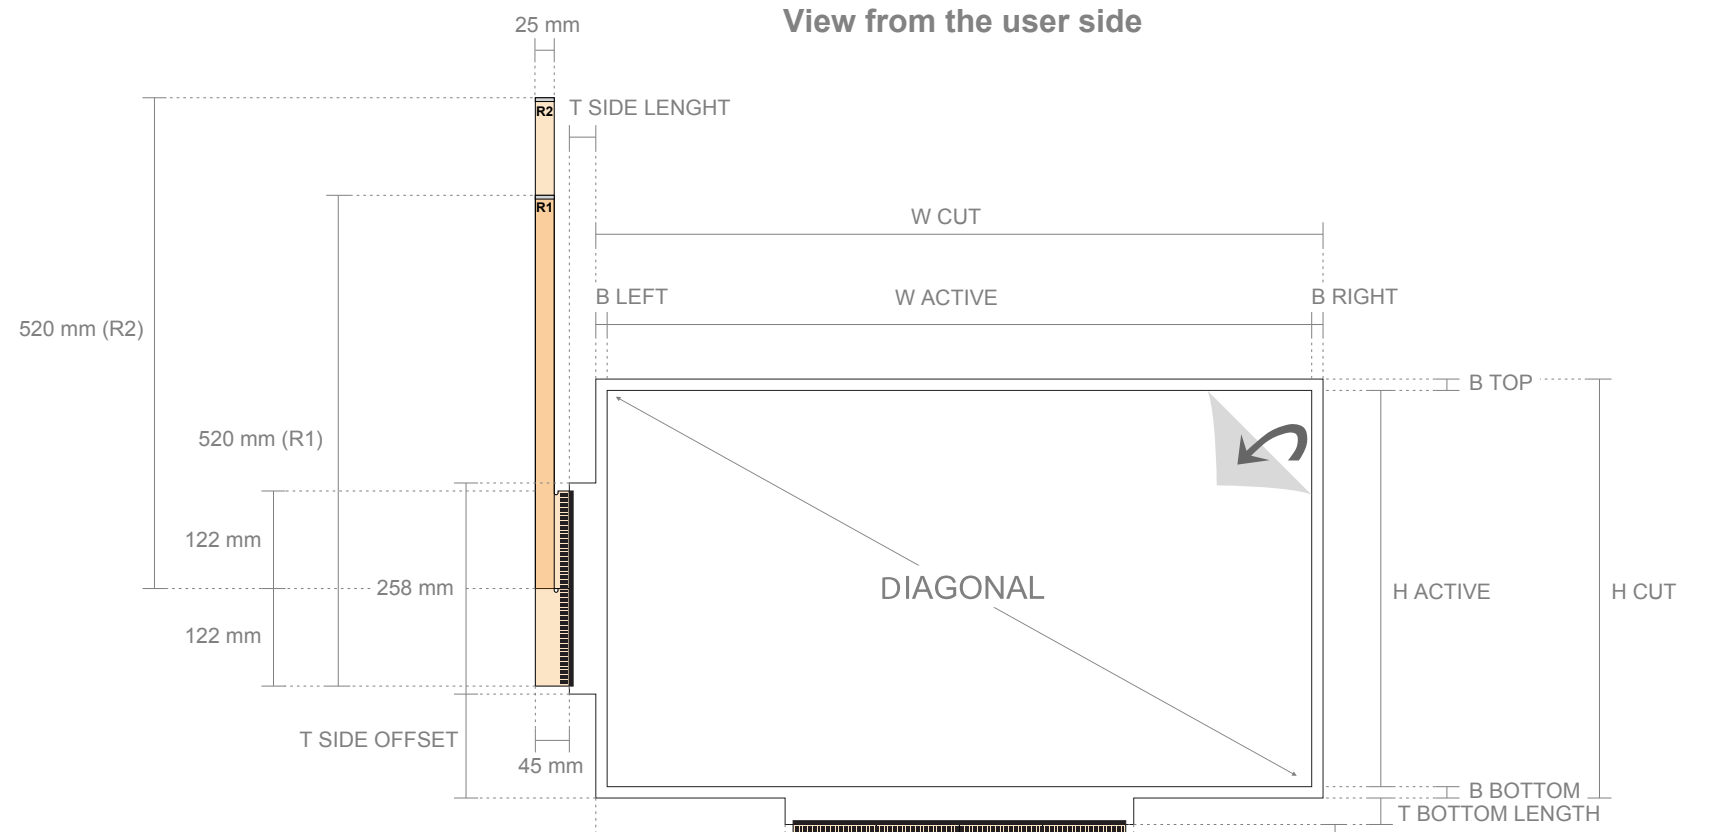 View from the user side
25 mm
R2
T SIDE LENGHT
R1
W CUT
B LEFT
W ACTIVE
B RIGHT
520 mm (R2)
B TOP
520 mm (R1)
122 mm
258 mm
DIAGONAL
H ACTIVE
H CUT
122 mm
T SIDE OFFSET
45 mm
B BOTTOM
T BOTTOM LENGTH